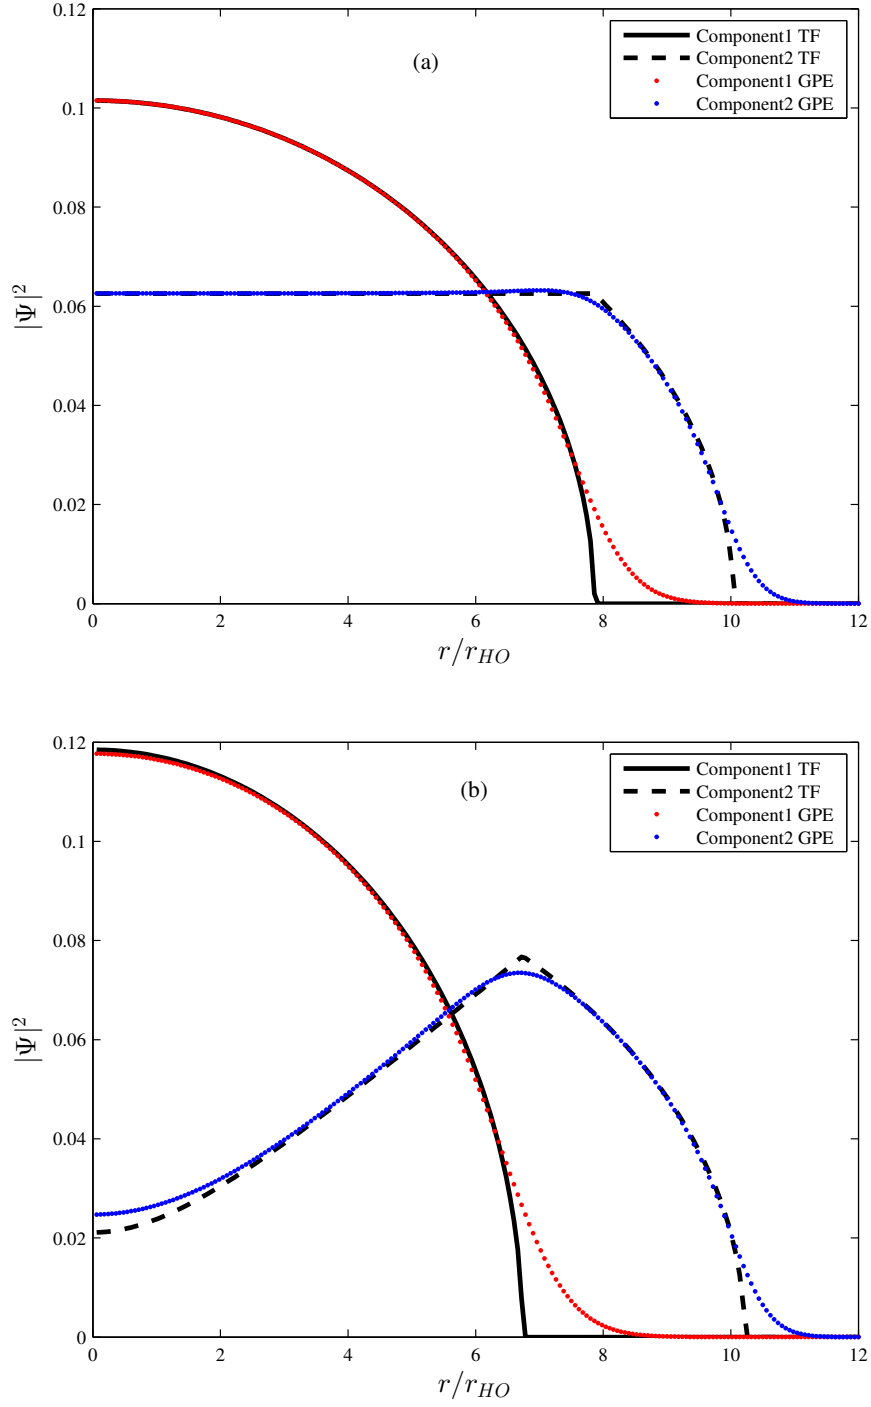 0.12
(a)
Component1 TF
Component2 TF
Component1 GPE
Component2 GPE
0.1
0.08
0.06
0.04
0.02
0
|Ψ|²
0 2 4 6 8 10 12
r/r_HO
0.12
(b)
Component1 TF
Component2 TF
Component1 GPE
Component2 GPE
0.1
0.08
0.06
0.04
0.02
0
|Ψ|²
0 2 4 6 8 10 12
r/r_HO